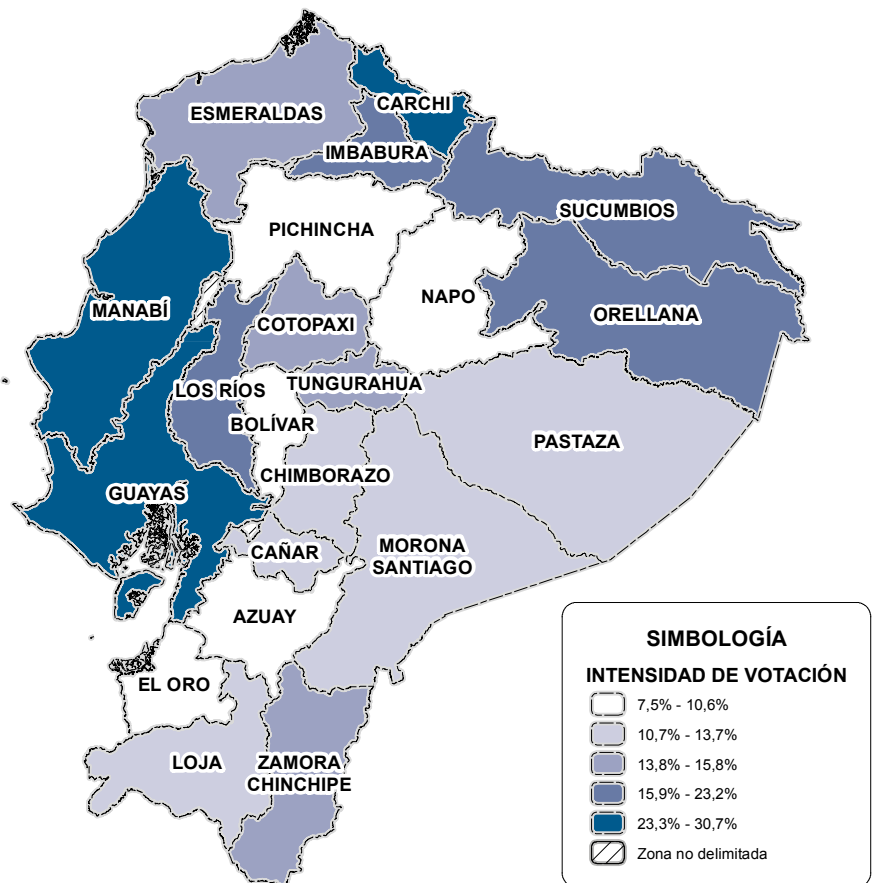 ESMERALDAS
CARCHI
IMBABURA
SUCUMBIOS
PICHINCHA
NAPO
MANABÍ
COTOPAXI
ORELLANA
LOS RÍOS
TUNGURAHUA
BOLÍVAR
PASTAZA
CHIMBORAZO
GUAYAS
CAÑAR
MORONA
SANTIAGO
AZUAY
EL ORO
LOJA
ZAMORA
CHINCHIPE
SIMBOLOGÍA
INTENSIDAD DE VOTACIÓN
7,5% - 10,6%
10,7% - 13,7%
13,8% - 15,8%
15,9% - 23,2%
23,3% - 30,7%
Zona no delimitada